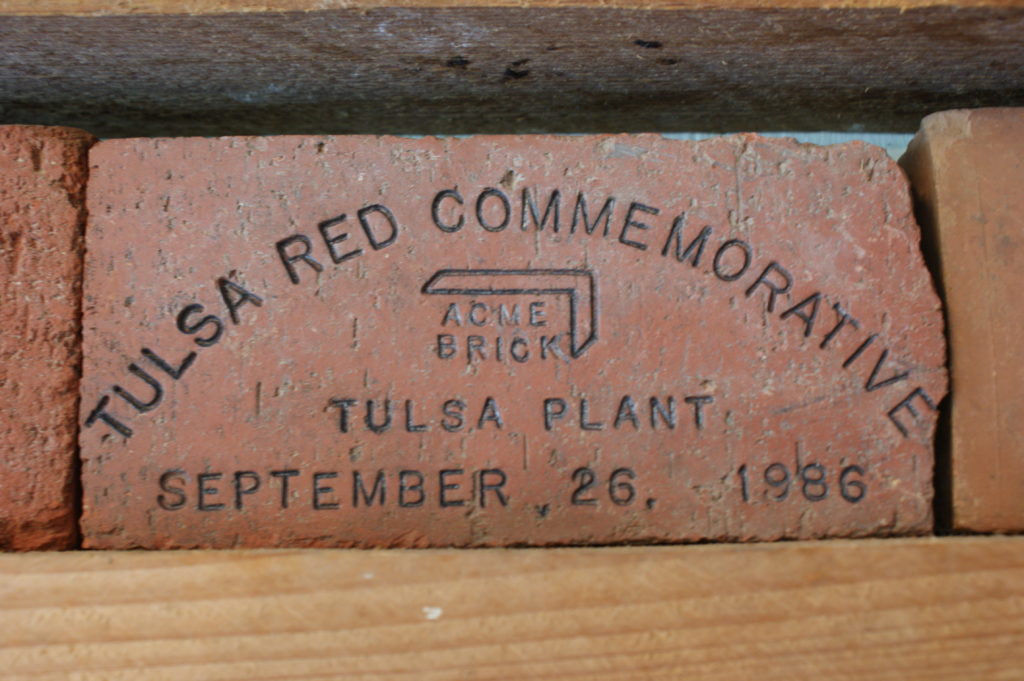 TULSA RED COMMEMORATIVE
ACME
BRICK
TULSA PLANT
SEPTEMBER 26, 1986